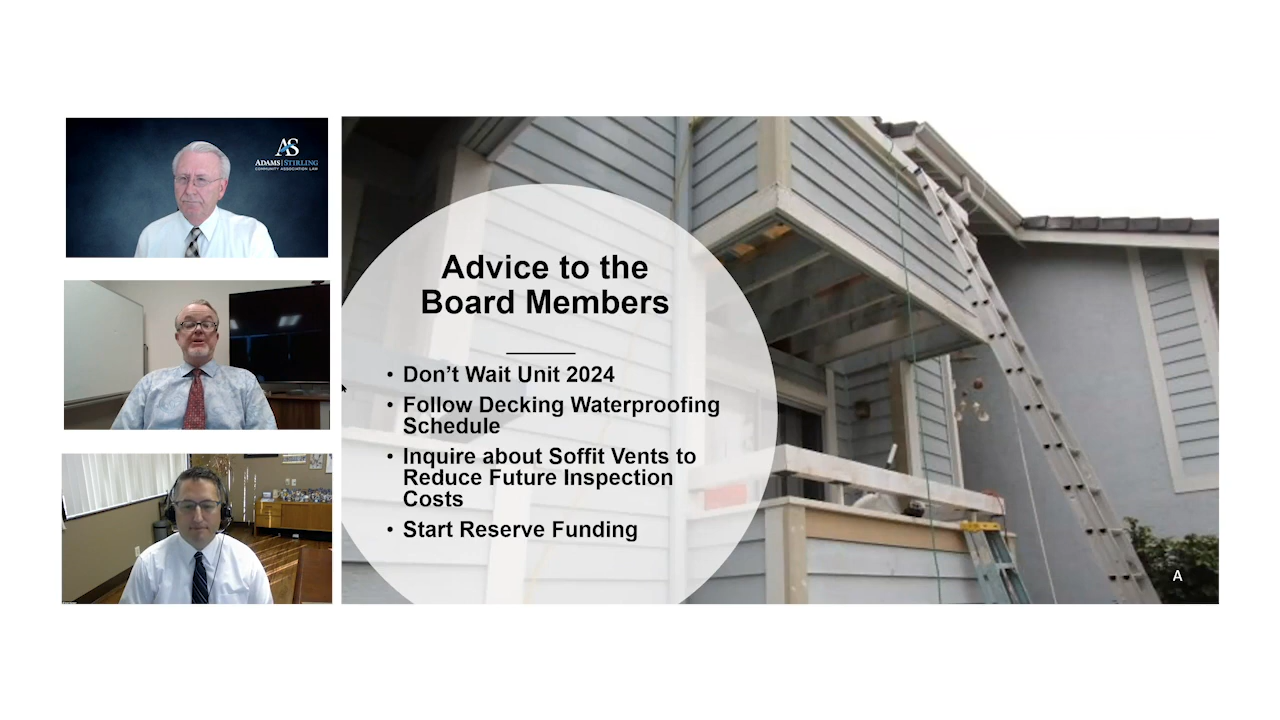 AS
ADAMS|STIRLING
COMMUNITY ASSOCIATION LAW
Advice to the
Board Members
• Don’t Wait Unit 2024
• Follow Decking Waterproofing
Schedule
• Inquire about Soffit Vents to
Reduce Future Inspection
Costs
• Start Reserve Funding
A